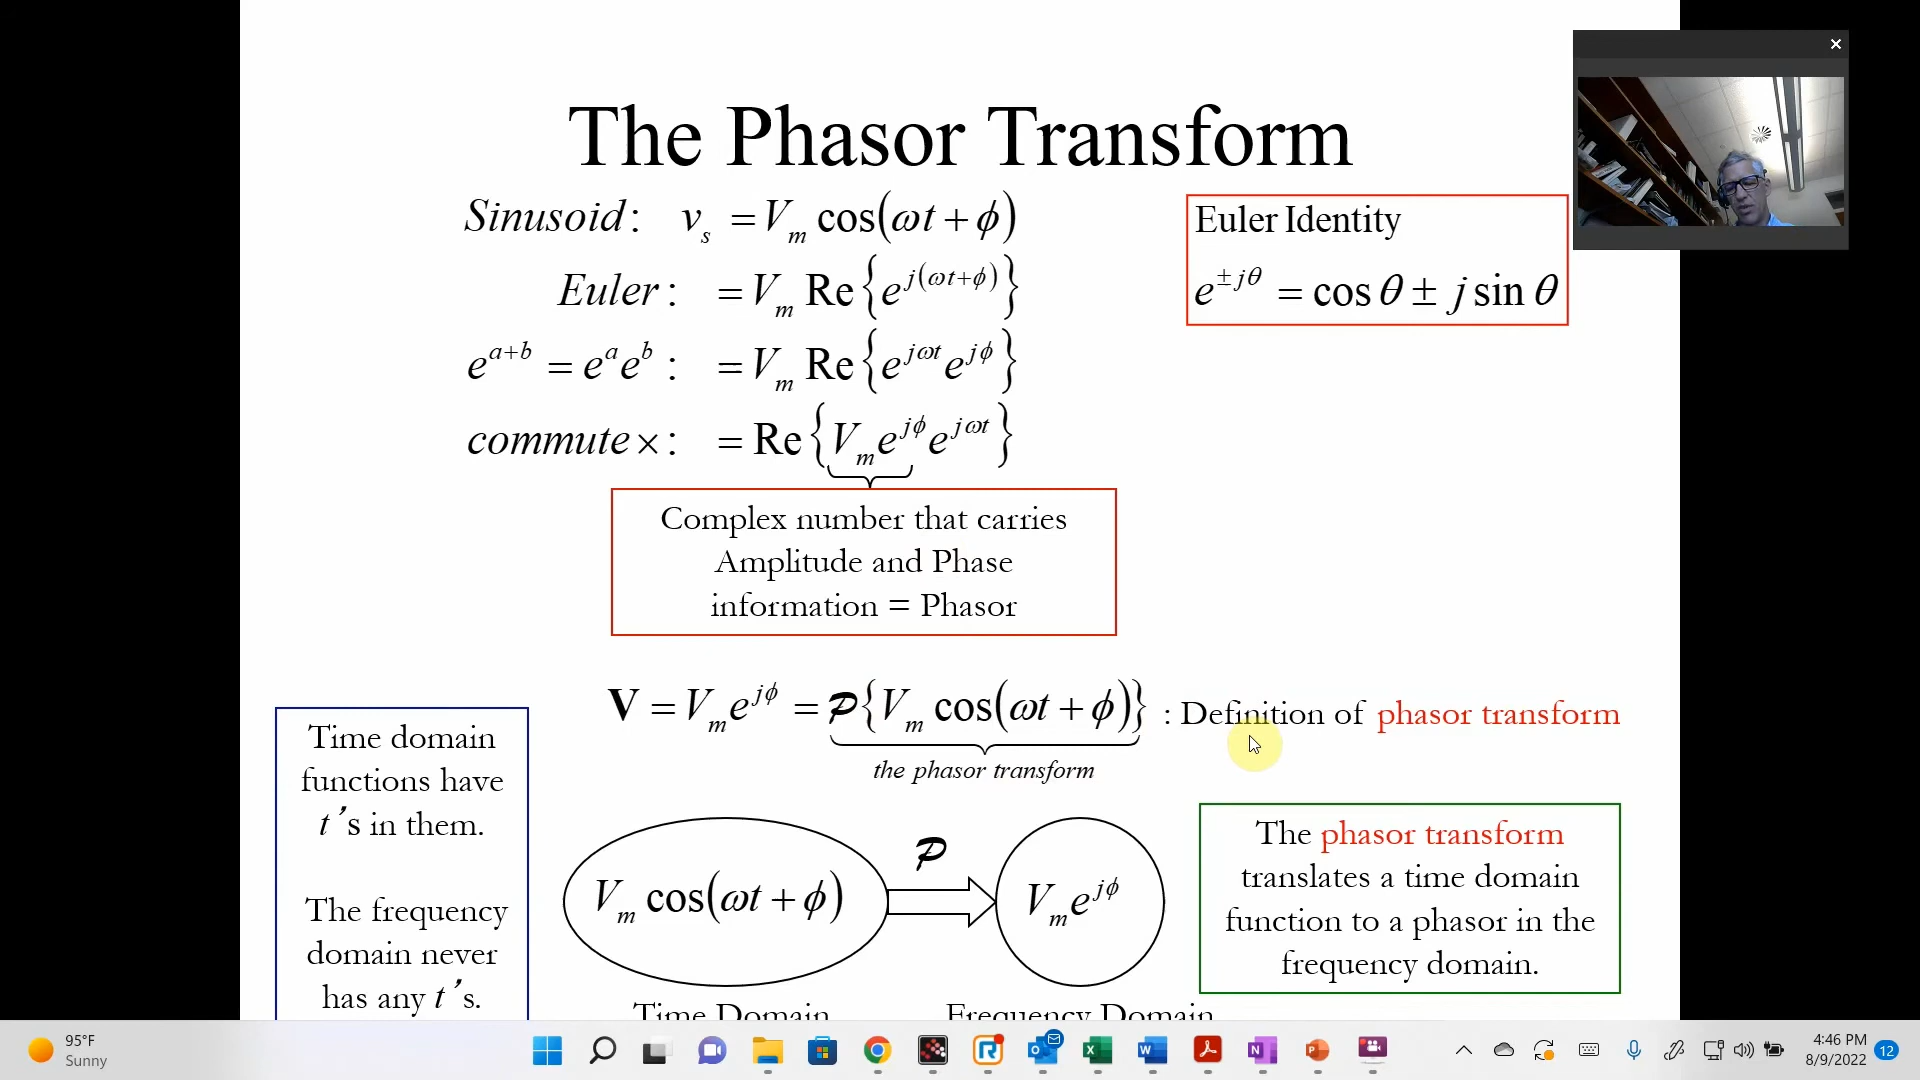 The Phasor Transform
Sinusoid: v_s = V_m cos(ωt + ϕ)
Euler: = V_m Re{e^{j(ωt+ϕ)}}
e^{a+b} = e^a e^b : = V_m Re{e^{jωt} e^{jϕ}}
commute ×: = Re{V_m e^{jϕ} e^{jωt}}
Euler Identity
e^{±jθ} = cos θ ± j sin θ
Complex number that carries
Amplitude and Phase
information = Phasor
V = V_m e^{jϕ} = 𝒫{V_m cos(ωt + ϕ)} : Definition of phasor transform
the phasor transform
Time domain
functions have
t's in them.
The frequency
domain never
has any t's.
V_m cos(ωt + ϕ)
𝒫
V_m e^{jϕ}
Time Domain
Frequency Domain
The phasor transform
translates a time domain
function to a phasor in the
frequency domain.
95°F
Sunny
4:46 PM
8/9/2022
12